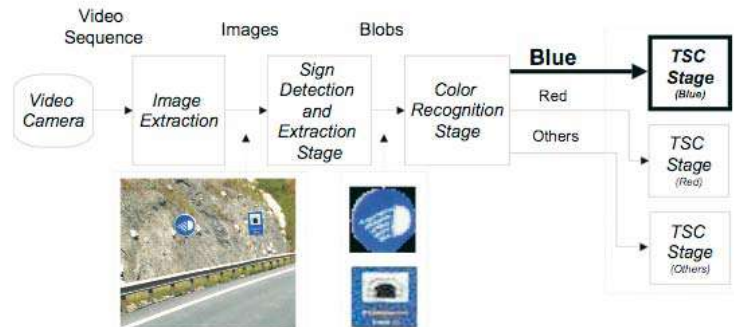 Video
Sequence
Images
Blobs
Video
Camera
Image
Extraction
Sign
Detection
and
Extraction
Stage
Color
Recognition
Stage
Blue
Red
Others
TSC
Stage
(Blue)
TSC
Stage
(Red)
TSC
Stage
(Others)